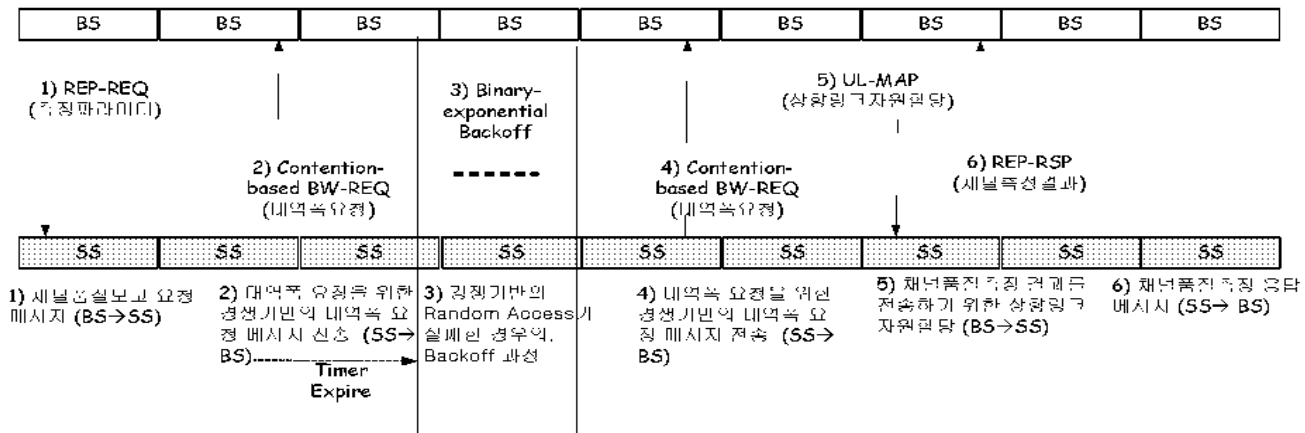 BS BS BS BS BS BS BS BS BS
1) REP-REQ
(측정파라미터)
2) Contention-
based BW-REQ
(대역폭요청)
3) Binary-
exponential
Backoff
4) Contention-
based BW-REQ
(대역폭요청)
5) UL-MAP
(상향링크자원할당)
6) REP-RSP
(채널측정결과)
SS SS SS SS SS SS SS SS SS
1) 채널품질보고 요청
메시지 (BS→SS)
2) 대역폭 요청을 위한
경쟁기반의 대역폭 요
청 메시지 전송 (SS→
BS)
Timer
Expire
3) 경쟁기반의
Random Access가
실패한 경우의,
Backoff 과정
4) 대역폭 요청을 위한
경쟁기반의 대역폭 요
청 메시지 전송 (SS→
BS)
5) 채널품질측정 결과를
전송하기 위한 상향링크
자원할당 (BS→SS)
6) 채널품질측정 응답
메시지 (SS→ BS)